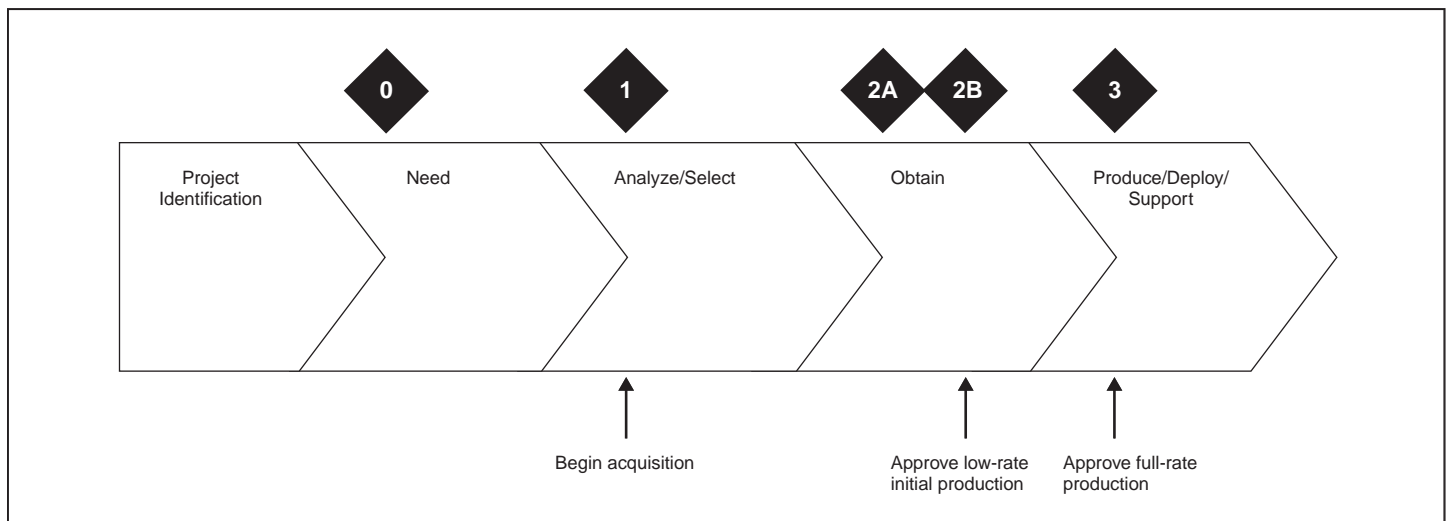 0
1
2A
2B
3
Project
Identification
Need
Analyze/Select
Obtain
Produce/Deploy/
Support
Begin acquisition
Approve low-rate
initial production
Approve full-rate
production